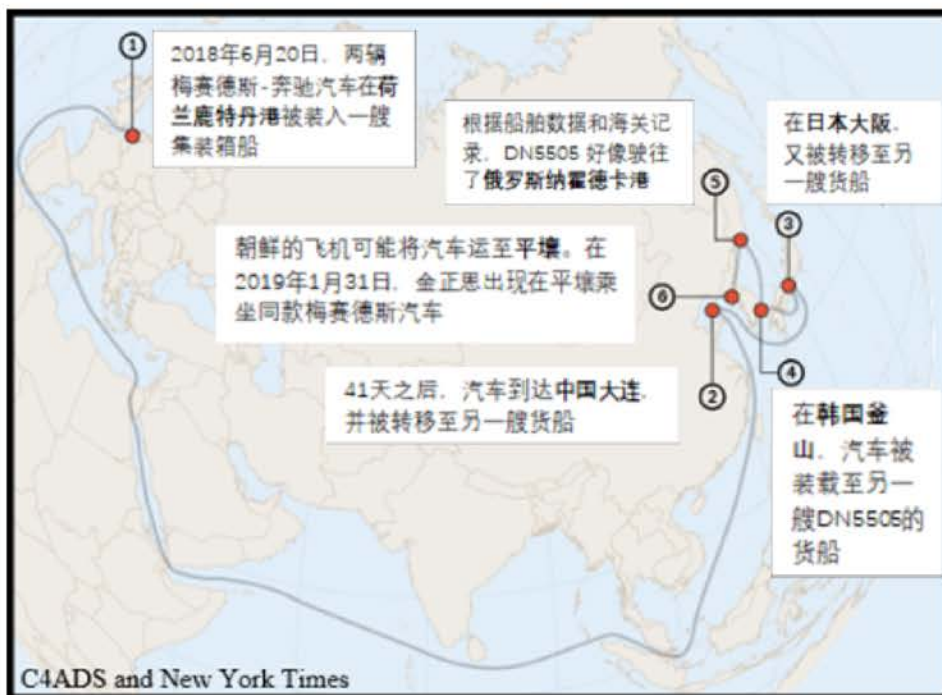 ①
2018年6月20日，两辆
梅赛德斯-奔驰汽车在荷
兰鹿特丹港被装入一艘
集装箱船
根据船舶数据和海关记
录，DN5505 好像驶往
了俄罗斯纳霍德卡港
⑤
在日本大阪，
又被转移至另
一艘货船
③
朝鲜的飞机可能将汽车运至平壤。在
2019年1月31日，金正恩出现在平壤乘
坐同款梅赛德斯汽车
⑥
41天之后，汽车到达中国大连，
并被转移至另一艘货船
②
④
在韩国釜
山，汽车被
装载至另一
艘DN5505的
货船
C4ADS and New York Times